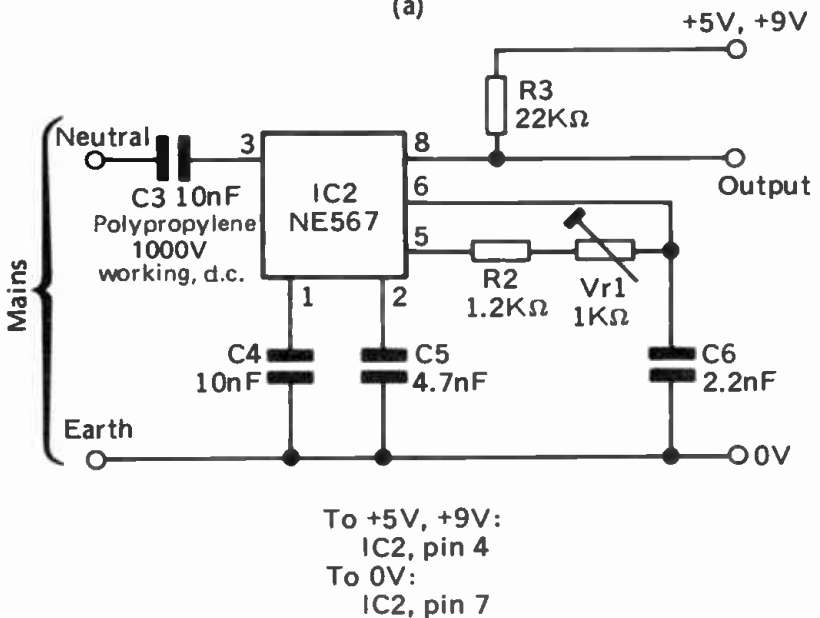 (a)
+5V, +9V
R3
22KΩ
Neutral
3
8
C3 10nF
Polypropylene
1000V
working, d.c.
IC2
NE567
Output
6
5
R2
1.2KΩ
Vr1
1KΩ
Mains
1
2
C4
10nF
C5
4.7nF
C6
2.2nF
Earth
0V
To +5V, +9V:
IC2, pin 4
To 0V:
IC2, pin 7